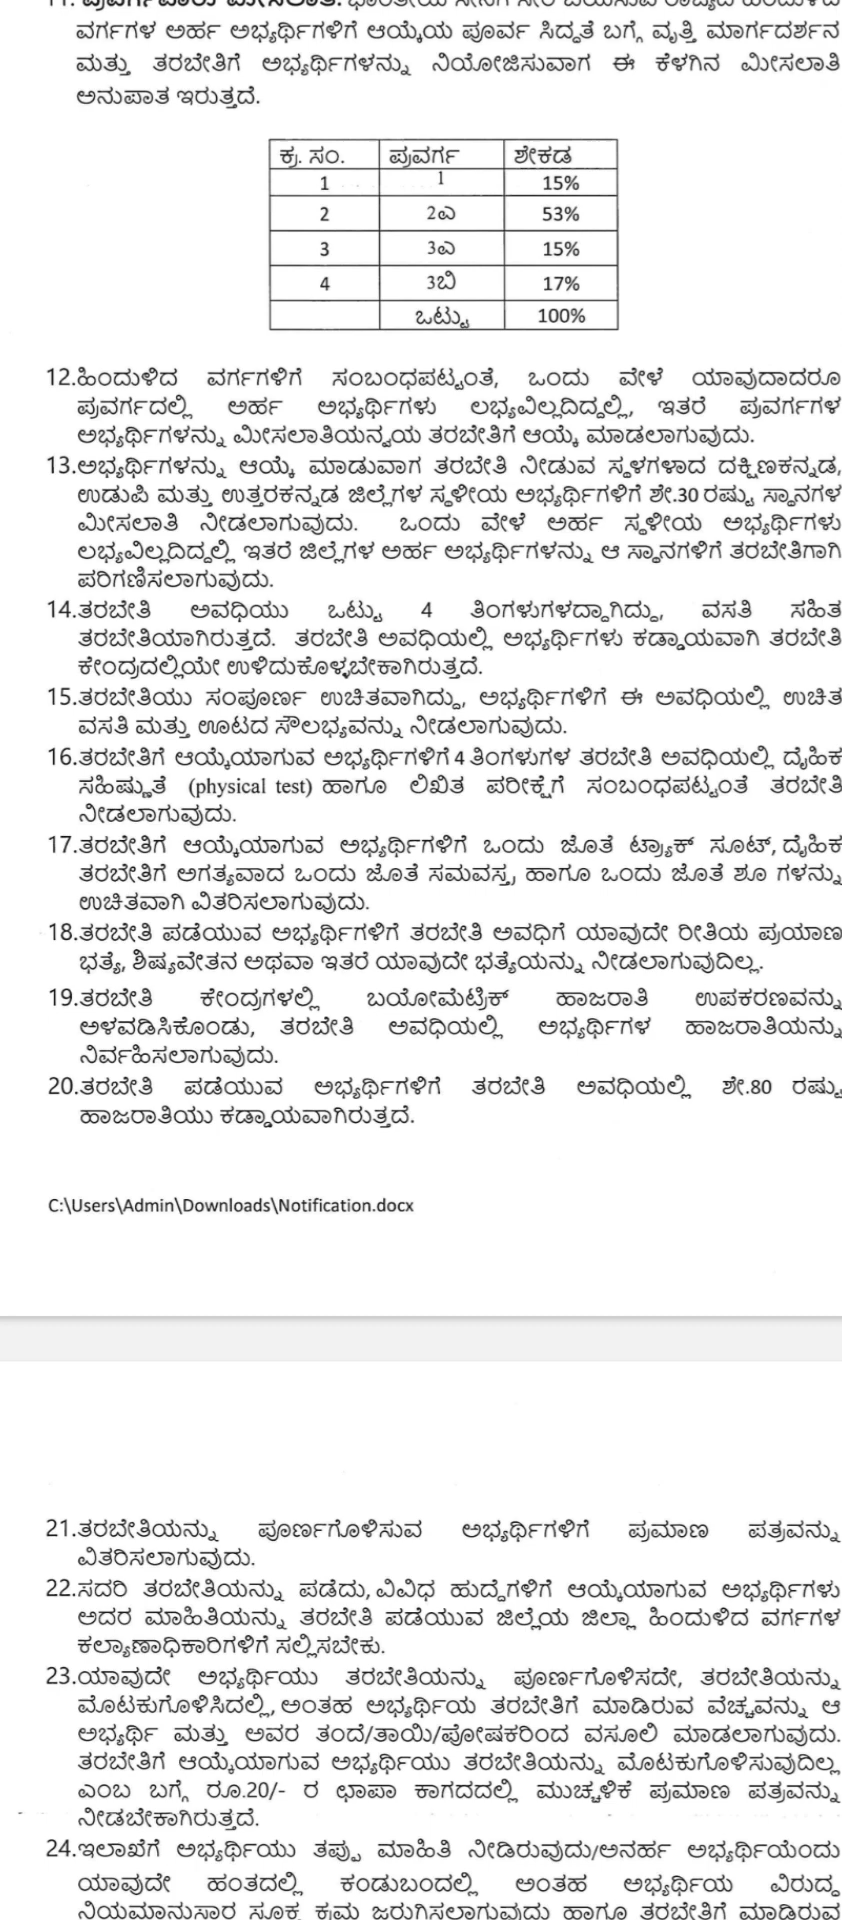 11. ಪ್ರವರ್ಗವಾರು ಮೀಸಲಾತಿ: ಭಾರತೀಯ ಸೇನೆಗೆ ಸೇರ ಬಯಸುವ ರಾಜ್ಯದ ಹಿಂದುಳಿದ
ವರ್ಗಗಳ ಅರ್ಹ ಅಭ್ಯರ್ಥಿಗಳಿಗೆ ಆಯ್ಕೆಯ ಪೂರ್ವ ಸಿದ್ಧತೆ ಬಗ್ಗೆ ವೃತ್ತಿ ಮಾರ್ಗದರ್ಶನ
ಮತ್ತು ತರಬೇತಿಗೆ ಅಭ್ಯರ್ಥಿಗಳನ್ನು ನಿಯೋಜಿಸುವಾಗ ಈ ಕೆಳಗಿನ ಮೀಸಲಾತಿ
ಅನುಪಾತ ಇರುತ್ತದೆ.
ಕ್ರ. ಸಂ. ಪ್ರವರ್ಗ ಶೇಕಡ
1 1 15%
2 2ಎ 53%
3 3ಎ 15%
4 3ಬಿ 17%
ಒಟ್ಟು 100%
12.ಹಿಂದುಳಿದ ವರ್ಗಗಳಿಗೆ ಸಂಬಂಧಪಟ್ಟಂತೆ, ಒಂದು ವೇಳೆ ಯಾವುದಾದರೂ
ಪ್ರವರ್ಗದಲ್ಲಿ ಅರ್ಹ ಅಭ್ಯರ್ಥಿಗಳು ಲಭ್ಯವಿಲ್ಲದಿದ್ದಲ್ಲಿ, ಇತರೆ ಪ್ರವರ್ಗಗಳ
ಅಭ್ಯರ್ಥಿಗಳನ್ನು ಮೀಸಲಾತಿಯನ್ವಯ ತರಬೇತಿಗೆ ಆಯ್ಕೆ ಮಾಡಲಾಗುವುದು.
13.ಅಭ್ಯರ್ಥಿಗಳನ್ನು ಆಯ್ಕೆ ಮಾಡುವಾಗ ತರಬೇತಿ ನೀಡುವ ಸ್ಥಳಗಳಾದ ದಕ್ಷಿಣಕನ್ನಡ,
ಉಡುಪಿ ಮತ್ತು ಉತ್ತರಕನ್ನಡ ಜಿಲ್ಲೆಗಳ ಸ್ಥಳೀಯ ಅಭ್ಯರ್ಥಿಗಳಿಗೆ ಶೇ.30 ರಷ್ಟು ಸ್ಥಾನಗಳ
ಮೀಸಲಾತಿ ನೀಡಲಾಗುವುದು. ಒಂದು ವೇಳೆ ಅರ್ಹ ಸ್ಥಳೀಯ ಅಭ್ಯರ್ಥಿಗಳು
ಲಭ್ಯವಿಲ್ಲದಿದ್ದಲ್ಲಿ ಇತರೆ ಜಿಲ್ಲೆಗಳ ಅರ್ಹ ಅಭ್ಯರ್ಥಿಗಳನ್ನು ಆ ಸ್ಥಾನಗಳಿಗೆ ತರಬೇತಿಗಾಗಿ
ಪರಿಗಣಿಸಲಾಗುವುದು.
14.ತರಬೇತಿ ಅವಧಿಯು ಒಟ್ಟು 4 ತಿಂಗಳುಗಳದ್ದಾಗಿದ್ದು, ವಸತಿ ಸಹಿತ
ತರಬೇತಿಯಾಗಿರುತ್ತದೆ. ತರಬೇತಿ ಅವಧಿಯಲ್ಲಿ ಅಭ್ಯರ್ಥಿಗಳು ಕಡ್ಡಾಯವಾಗಿ ತರಬೇತಿ
ಕೇಂದ್ರದಲ್ಲಿಯೇ ಉಳಿದುಕೊಳ್ಳಬೇಕಾಗಿರುತ್ತದೆ.
15.ತರಬೇತಿಯು ಸಂಪೂರ್ಣ ಉಚಿತವಾಗಿದ್ದು, ಅಭ್ಯರ್ಥಿಗಳಿಗೆ ಈ ಅವಧಿಯಲ್ಲಿ ಉಚಿತ
ವಸತಿ ಮತ್ತು ಊಟದ ಸೌಲಭ್ಯವನ್ನು ನೀಡಲಾಗುವುದು.
16.ತರಬೇತಿಗೆ ಆಯ್ಕೆಯಾಗುವ ಅಭ್ಯರ್ಥಿಗಳಿಗೆ 4 ತಿಂಗಳುಗಳ ತರಬೇತಿ ಅವಧಿಯಲ್ಲಿ ದೈಹಿಕ
ಸಹಿಷ್ಣುತೆ (physical test) ಹಾಗೂ ಲಿಖಿತ ಪರೀಕ್ಷೆಗೆ ಸಂಬಂಧಪಟ್ಟಂತೆ ತರಬೇತಿ
ನೀಡಲಾಗುವುದು.
17.ತರಬೇತಿಗೆ ಆಯ್ಕೆಯಾಗುವ ಅಭ್ಯರ್ಥಿಗಳಿಗೆ ಒಂದು ಜೊತೆ ಟ್ರ್ಯಾಕ್ ಸೂಟ್, ದೈಹಿಕ
ತರಬೇತಿಗೆ ಅಗತ್ಯವಾದ ಒಂದು ಜೊತೆ ಸಮವಸ್ತ್ರ ಹಾಗೂ ಒಂದು ಜೊತೆ ಶೂ ಗಳನ್ನು
ಉಚಿತವಾಗಿ ವಿತರಿಸಲಾಗುವುದು.
18.ತರಬೇತಿ ಪಡೆಯುವ ಅಭ್ಯರ್ಥಿಗಳಿಗೆ ತರಬೇತಿ ಅವಧಿಗೆ ಯಾವುದೇ ರೀತಿಯ ಪ್ರಯಾಣ
ಭತ್ಯೆ, ಶಿಷ್ಯವೇತನ ಅಥವಾ ಇತರೆ ಯಾವುದೇ ಭತ್ಯೆಯನ್ನು ನೀಡಲಾಗುವುದಿಲ್ಲ.
19.ತರಬೇತಿ ಕೇಂದ್ರಗಳಲ್ಲಿ ಬಯೋಮೆಟ್ರಿಕ್ ಹಾಜರಾತಿ ಉಪಕರಣವನ್ನು
ಅಳವಡಿಸಿಕೊಂಡು, ತರಬೇತಿ ಅವಧಿಯಲ್ಲಿ ಅಭ್ಯರ್ಥಿಗಳ ಹಾಜರಾತಿಯನ್ನು
ನಿರ್ವಹಿಸಲಾಗುವುದು.
20.ತರಬೇತಿ ಪಡೆಯುವ ಅಭ್ಯರ್ಥಿಗಳಿಗೆ ತರಬೇತಿ ಅವಧಿಯಲ್ಲಿ ಶೇ.80 ರಷ್ಟು
ಹಾಜರಾತಿಯು ಕಡ್ಡಾಯವಾಗಿರುತ್ತದೆ.
C:\Users\Admin\Downloads\Notification.docx
21.ತರಬೇತಿಯನ್ನು ಪೂರ್ಣಗೊಳಿಸುವ ಅಭ್ಯರ್ಥಿಗಳಿಗೆ ಪ್ರಮಾಣ ಪತ್ರವನ್ನು
ವಿತರಿಸಲಾಗುವುದು.
22.ಸದರಿ ತರಬೇತಿಯನ್ನು ಪಡೆದು, ವಿವಿಧ ಹುದ್ದೆಗಳಿಗೆ ಆಯ್ಕೆಯಾಗುವ ಅಭ್ಯರ್ಥಿಗಳು
ಅದರ ಮಾಹಿತಿಯನ್ನು ತರಬೇತಿ ಪಡೆಯುವ ಜಿಲ್ಲೆಯ ಜಿಲ್ಲಾ ಹಿಂದುಳಿದ ವರ್ಗಗಳ
ಕಲ್ಯಾಣಾಧಿಕಾರಿಗಳಿಗೆ ಸಲ್ಲಿಸಬೇಕು.
23.ಯಾವುದೇ ಅಭ್ಯರ್ಥಿಯು ತರಬೇತಿಯನ್ನು ಪೂರ್ಣಗೊಳಿಸದೇ, ತರಬೇತಿಯನ್ನು
ಮೊಟಕುಗೊಳಿಸಿದಲ್ಲಿ, ಅಂತಹ ಅಭ್ಯರ್ಥಿಯ ತರಬೇತಿಗೆ ಮಾಡಿರುವ ವೆಚ್ಚವನ್ನು ಆ
ಅಭ್ಯರ್ಥಿ ಮತ್ತು ಅವರ ತಂದೆ/ತಾಯಿ/ಪೋಷಕರಿಂದ ವಸೂಲಿ ಮಾಡಲಾಗುವುದು.
ತರಬೇತಿಗೆ ಆಯ್ಕೆಯಾಗುವ ಅಭ್ಯರ್ಥಿಯು ತರಬೇತಿಯನ್ನು ಮೊಟಕುಗೊಳಿಸುವುದಿಲ್ಲ
ಎಂಬ ಬಗ್ಗೆ ರೂ.20/- ರ ಛಾಪಾ ಕಾಗದದಲ್ಲಿ ಮುಚ್ಚಳಿಕೆ ಪ್ರಮಾಣ ಪತ್ರವನ್ನು
ನೀಡಬೇಕಾಗಿರುತ್ತದೆ.
24.ಇಲಾಖೆಗೆ ಅಭ್ಯರ್ಥಿಯು ತಪ್ಪು ಮಾಹಿತಿ ನೀಡಿರುವುದು/ಅನರ್ಹ ಅಭ್ಯರ್ಥಿಯೆಂದು
ಯಾವುದೇ ಹಂತದಲ್ಲಿ ಕಂಡುಬಂದಲ್ಲಿ ಅಂತಹ ಅಭ್ಯರ್ಥಿಯ ವಿರುದ್ಧ
ನಿಯಮಾನುಸಾರ ಸೂಕ್ತ ಕ್ರಮ ಜರುಗಿಸಲಾಗುವುದು ಹಾಗೂ ತರಬೇತಿಗೆ ಮಾಡಿರುವ